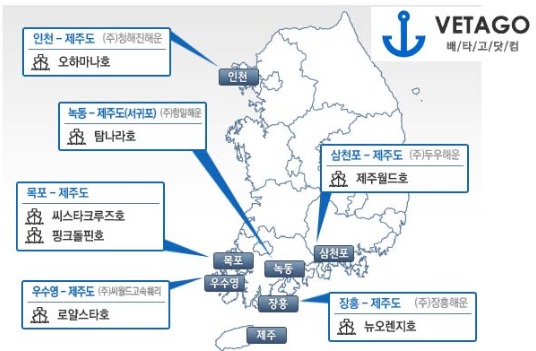 VETAGO
배/타/고/닷/컴
인천 - 제주도 (주)청해진해운
오하마나호
인천
녹동 - 제주도(서귀포) (주)향일해운
탐나라호
삼천포 - 제주도 (주)두우해운
제주월드호
목포 - 제주도
씨스타크루즈호
핑크돌핀호
목포
녹동
삼천포
우수영
우수영 - 제주도 (주)씨월드고속훼리
로얄스타호
장흥
장흥 - 제주도 (주)장흥해운
뉴오렌지호
제주